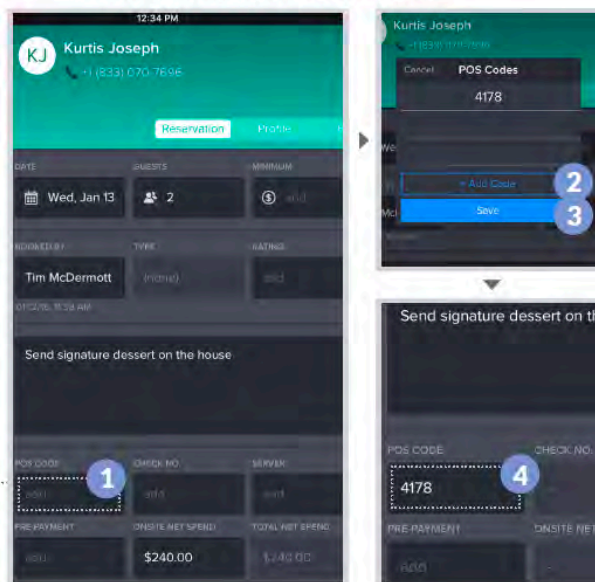 12:34 PM
KJ
Kurtis Joseph
+1 (833) 070-7696
Reservation
Profile
DATE
GUESTS
MINIMUM
Wed, Jan 13
2
add
BOOKED BY
TYPE
RATING
Tim McDermott
(none)
add
Send signature dessert on the house
POS CODE
CHECK NO.
SERVER
add
1
add
add
PRE-PAYMENT
ONSITE NET SPEND
TOTAL NET SPEND
add
$240.00
$240.00
Kurtis Joseph
Cancel
POS Codes
4178
We
+ Add Code
2
Save
3
Send signature dessert on th
POS CODE
CHECK NO.
4178
4
PRE-PAYMENT
ONSITE NET
add